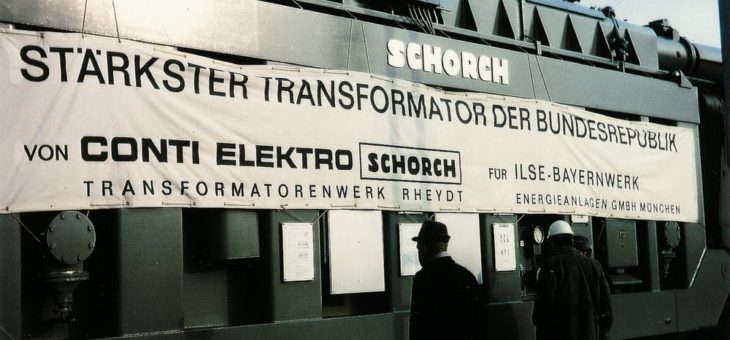 SCHORCH
STÄRKSTER TRANSFORMATOR DER BUNDESREPUBLIK
VON CONTI ELEKTRO SCHORCH FÜR ILSE-BAYERNWERK
TRANSFORMATORENWERK RHEYDT ENERGIEANLAGEN GMBH MÜNCHEN